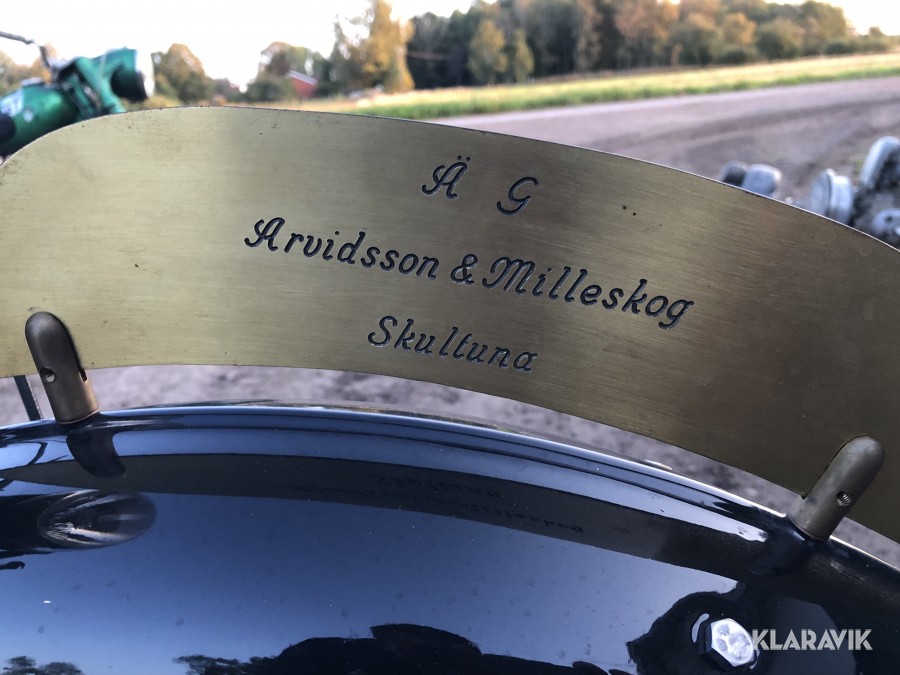 Ä G
Arvidsson & Milleskog
Skultuna
KLARAVIK